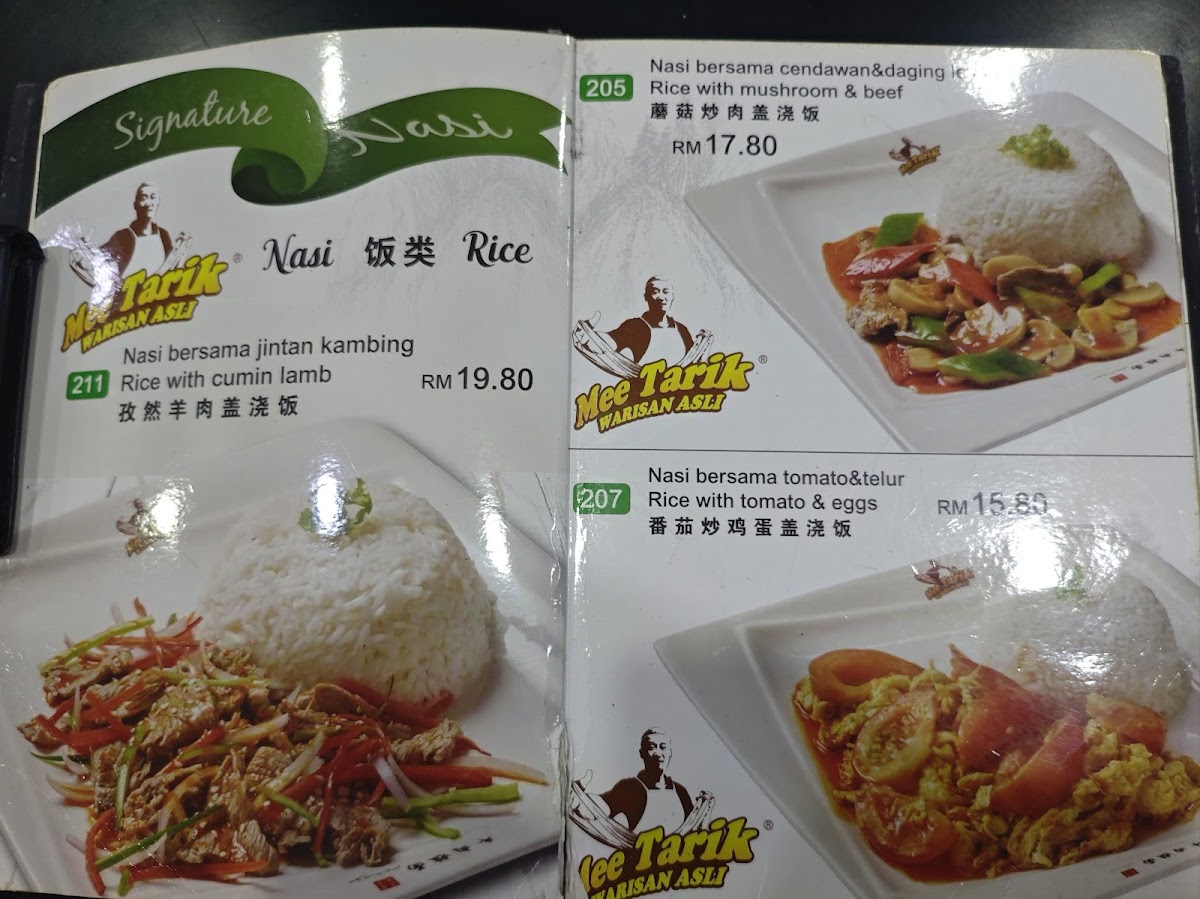 Signature Nasi
Mee Tarik ®
WARISAN ASLI
Nasi 饭类 Rice
211
Nasi bersama jintan kambing
Rice with cumin lamb
孜然羊肉盖浇饭
RM 19.80
205
Nasi bersama cendawan&daging
Rice with mushroom & beef
蘑菇炒肉盖浇饭
RM 17.80
Mee Tarik ®
WARISAN ASLI
207
Nasi bersama tomato&telur
Rice with tomato & eggs
番茄炒鸡蛋盖浇饭
RM 15.80
Mee Tarik ®
WARISAN ASLI